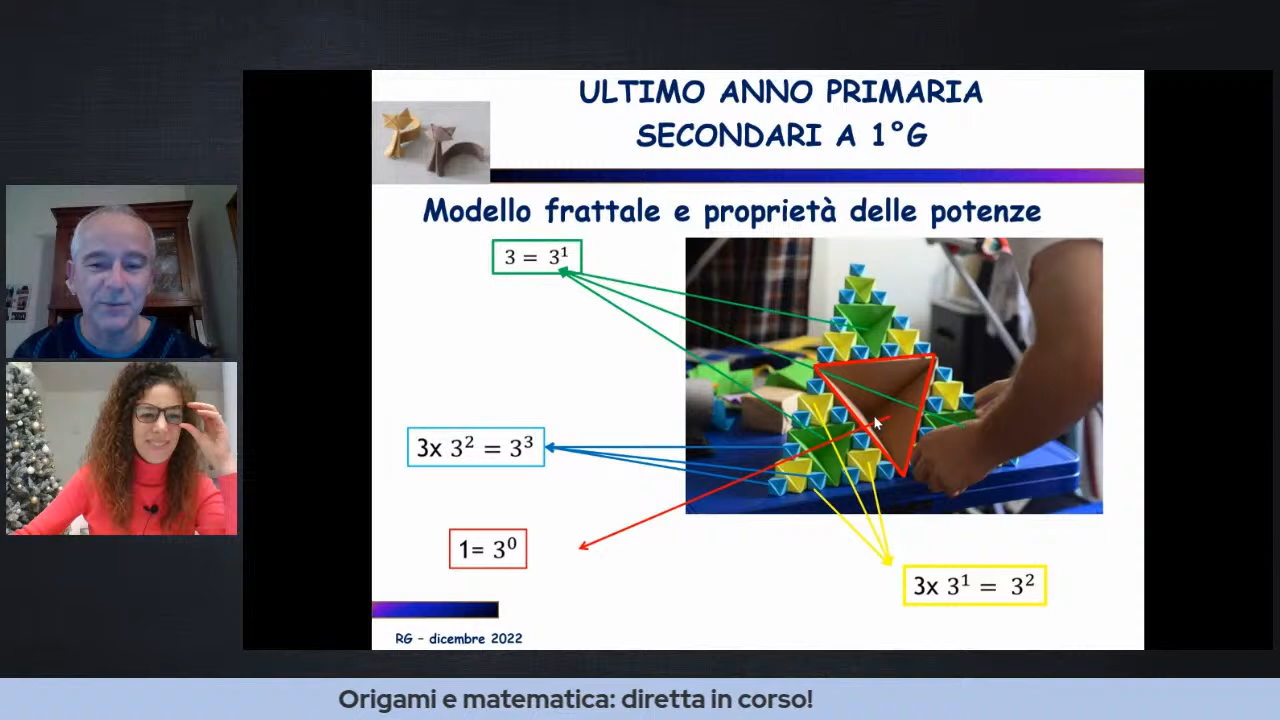 ULTIMO ANNO PRIMARIA
SECONDARI A 1°G
Modello frattale e proprietà delle potenze
3 = 3¹
3x 3² = 3³
1= 3⁰
3x 3¹ = 3²
RG – dicembre 2022
Origami e matematica: diretta in corso!